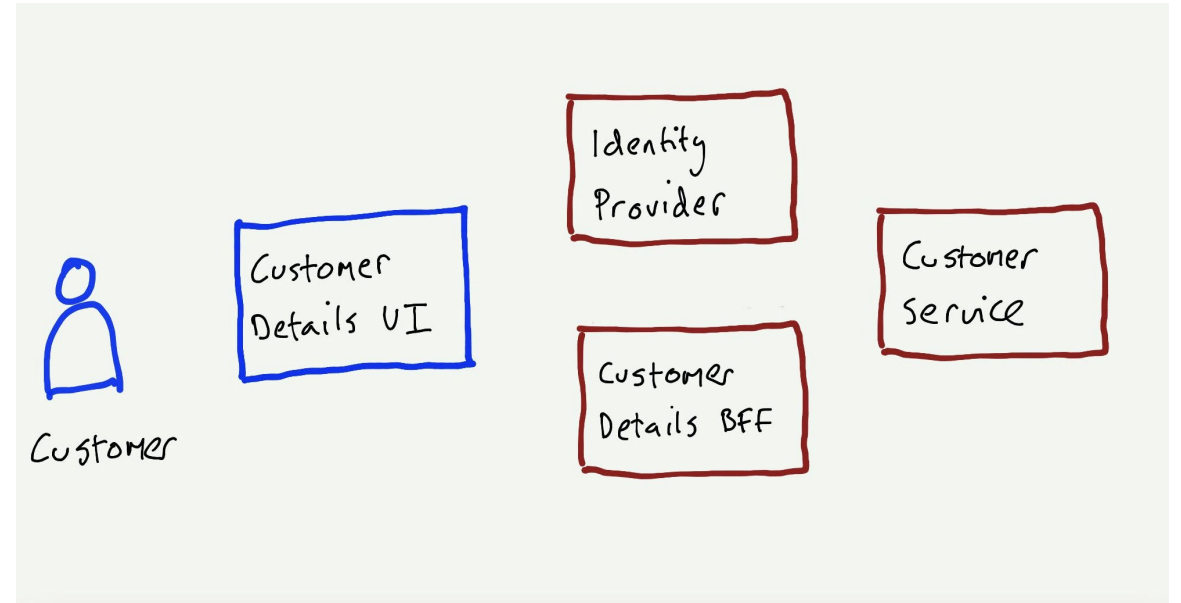 Identity
Provider
Customer
Details UI
Customer
Service
Customer
Details BFF
Customer